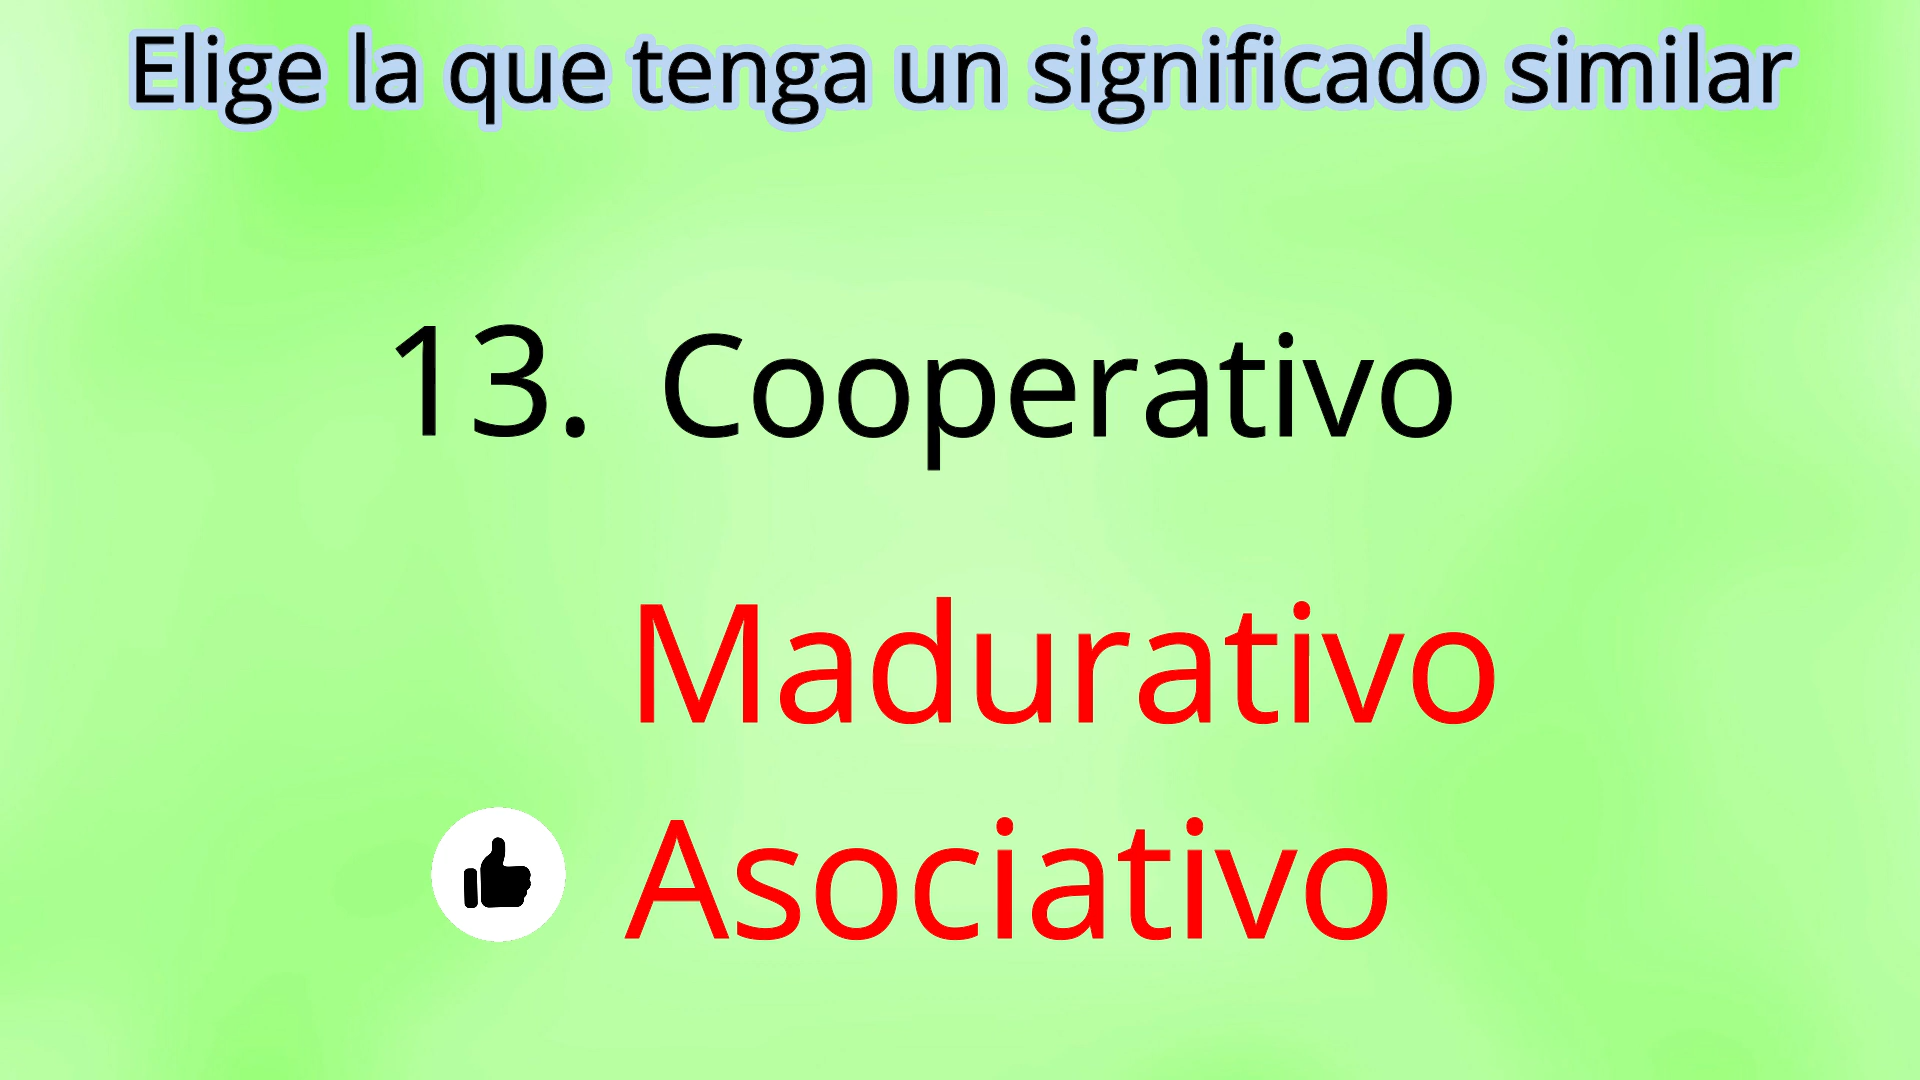 Elige la que tenga un significado similar
13. Cooperativo
Madurativo
Asociativo